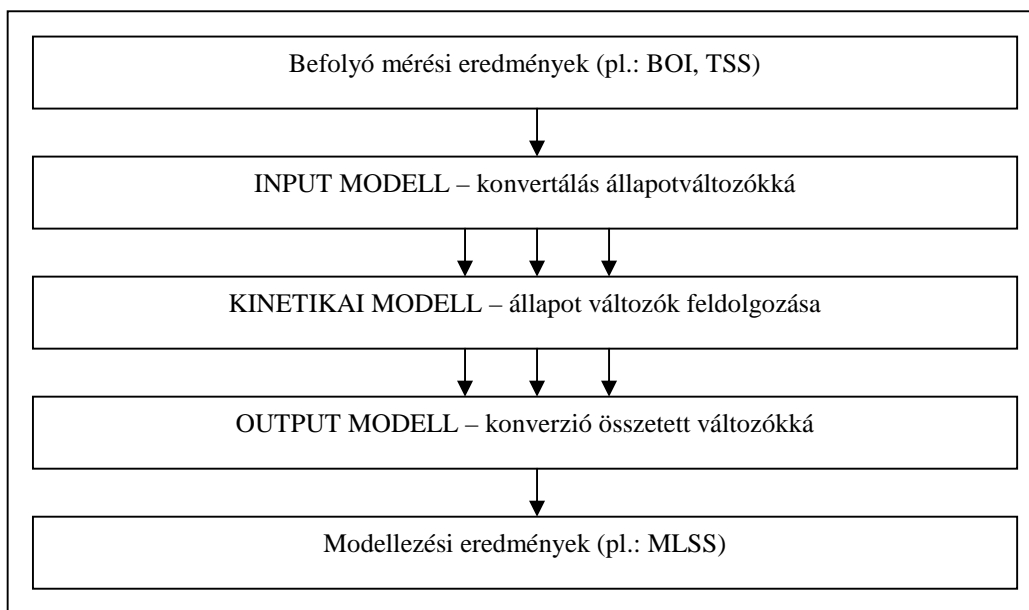 Befolyó mérési eredmények (pl.: BOI, TSS)
INPUT MODELL – konvertálás állapotváltozókká
KINETIKAI MODELL – állapot változók feldolgozása
OUTPUT MODELL – konverzió összetett változókká
Modellezési eredmények (pl.: MLSS)